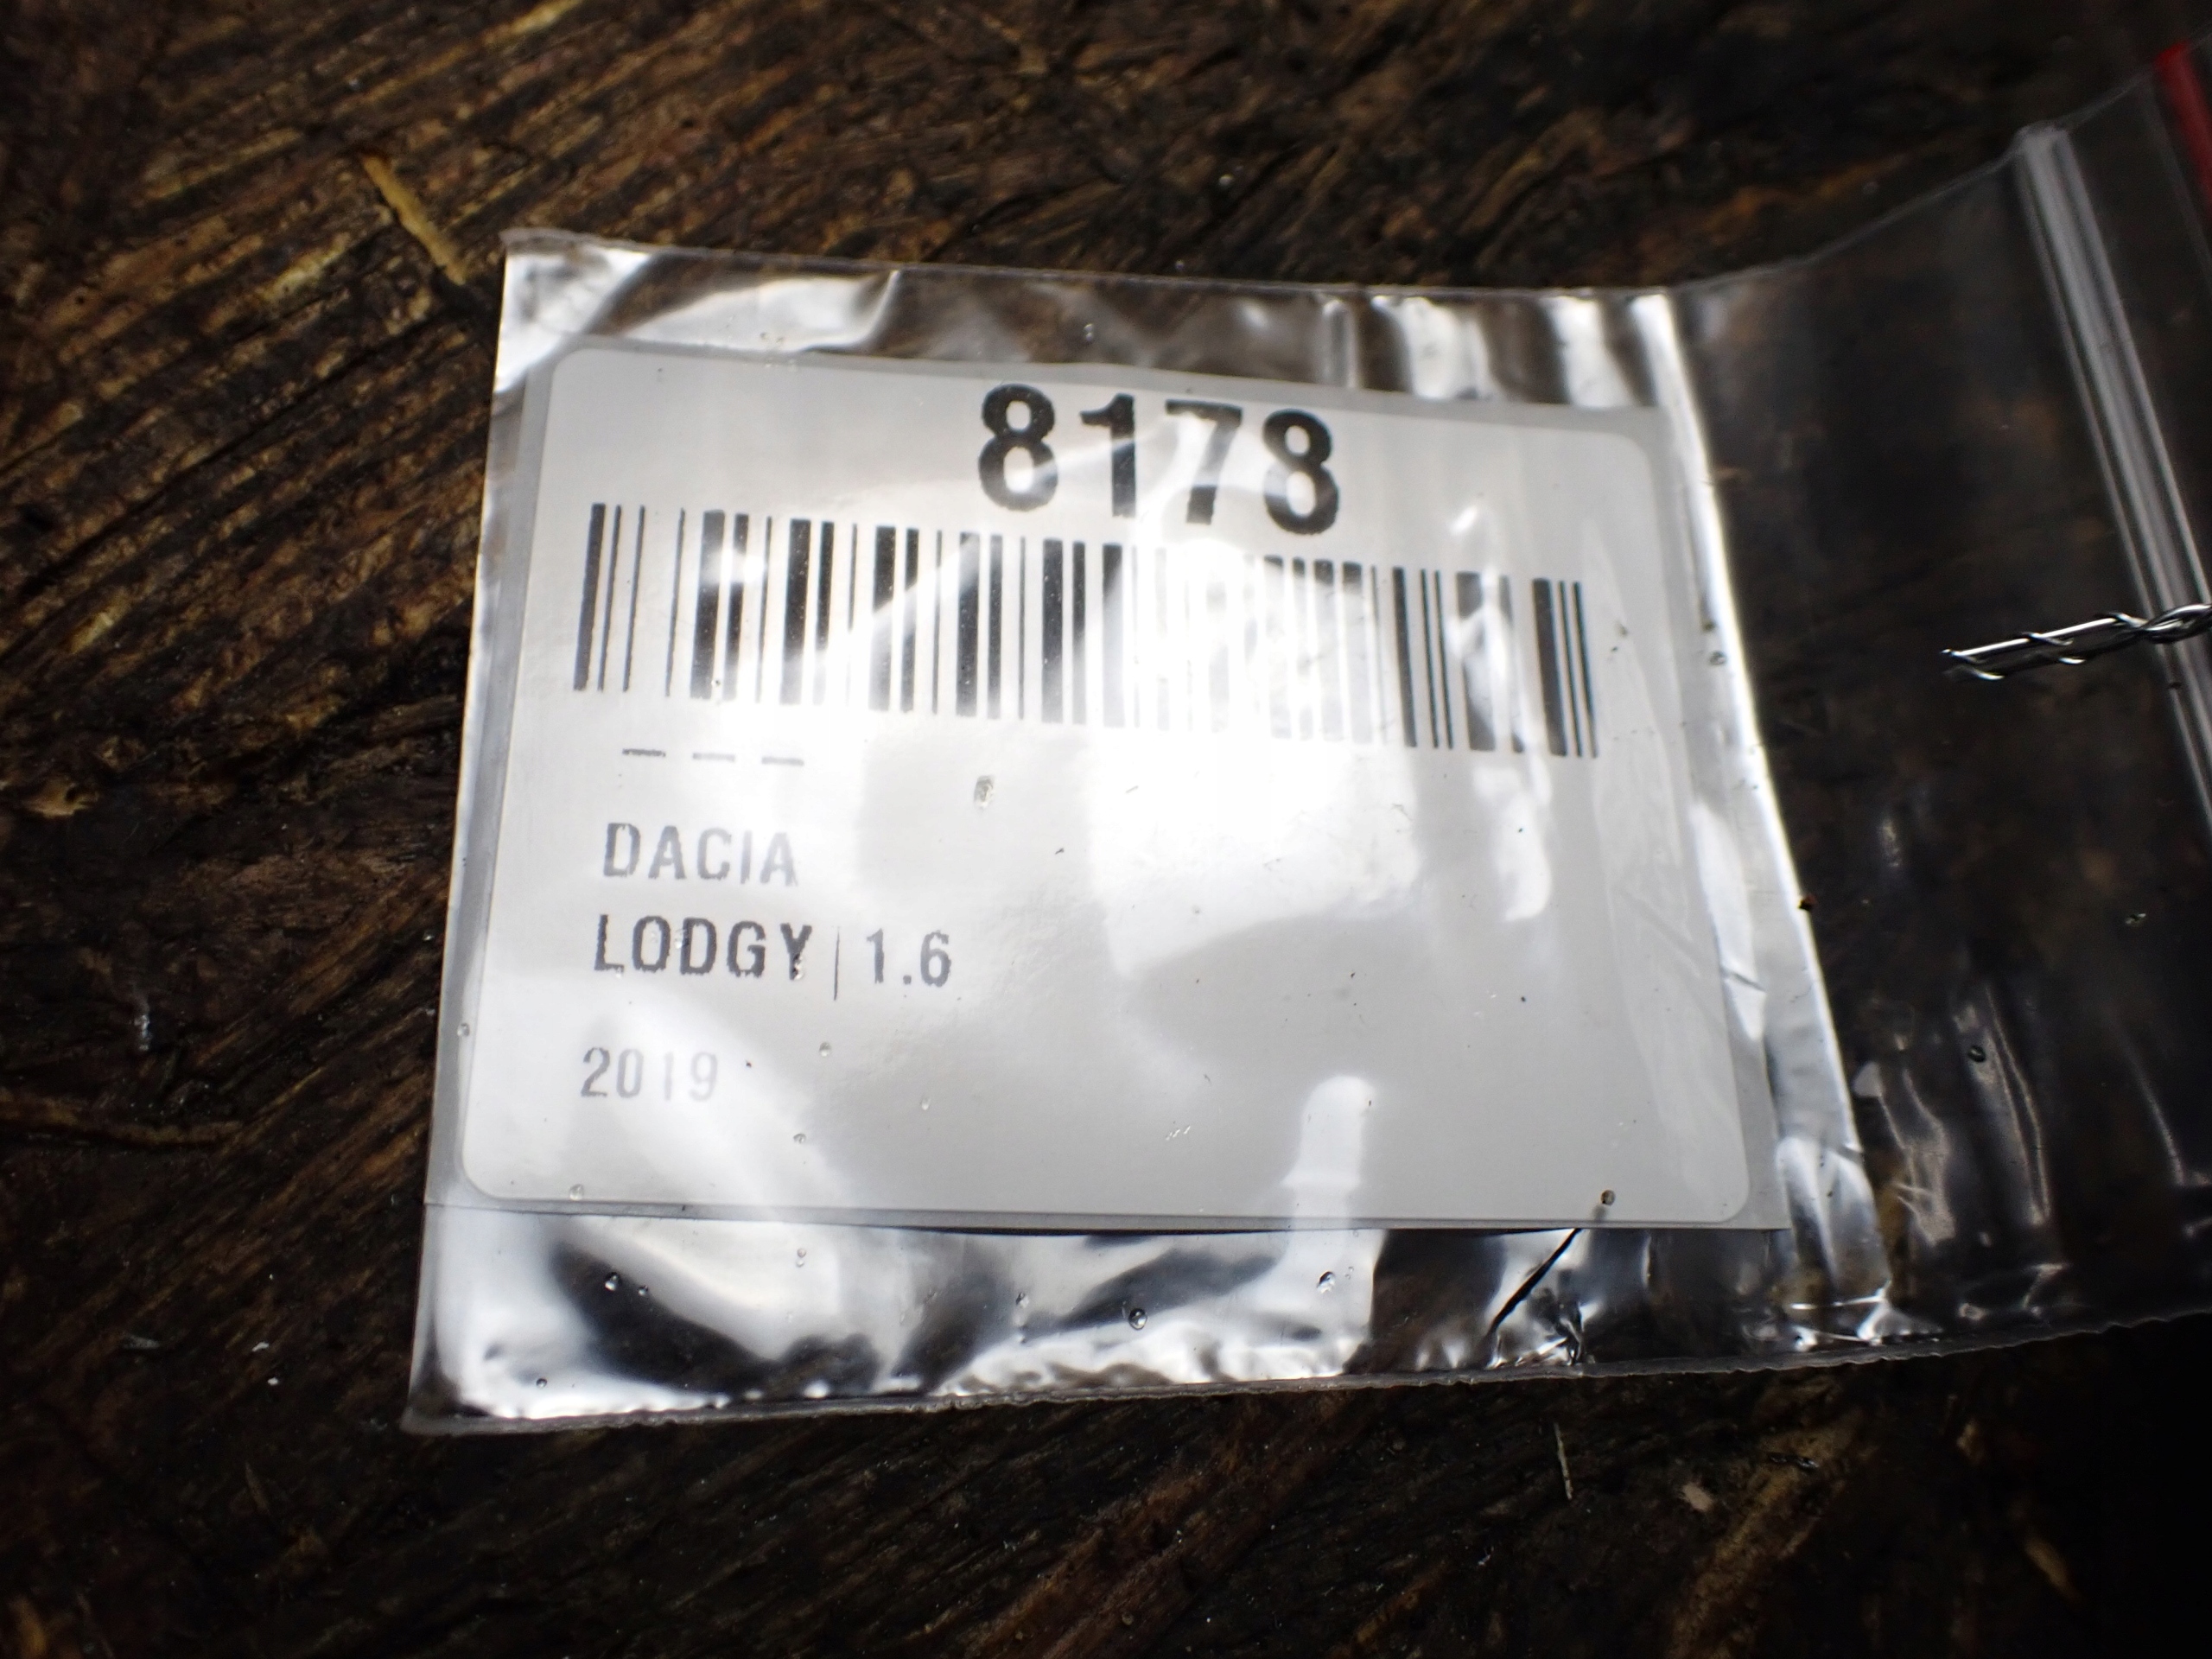 8178
— — —
DACIA
LODGY | 1.6
2019